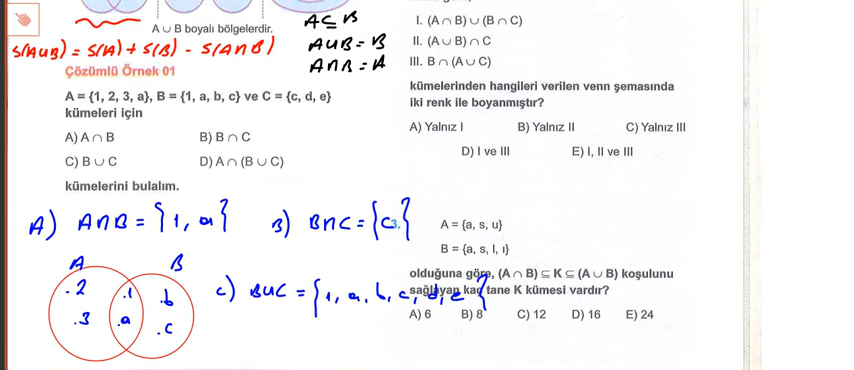 A ∪ B boyalı bölgelerdir.
S(A∪B) = S(A) + S(B) - S(A∩B)
A ⊆ B
A∪B = B
A∩B = A
Çözümlü Örnek 01
A = {1, 2, 3, a}, B = {1, a, b, c} ve C = {c, d, e}
kümeleri için
A) A ∩ B B) B ∩ C
C) B ∪ C D) A ∩ (B ∪ C)
kümelerini bulalım.
A) A∩B = {1, a}
B) B∩C = {c}
A B
.2 .1 .b
.3 .a .c
C) B∪C = {1, a, b, c, d, e}
I. (A ∩ B) ∪ (B ∩ C)
II. (A ∪ B) ∩ C
III. B ∩ (A ∪ C)
kümelerinden hangileri verilen venn şemasında
iki renk ile boyanmıştır?
A) Yalnız I B) Yalnız II C) Yalnız III
D) I ve III E) I, II ve III
A = {a, s, u}
B = {a, s, l, ı}
olduğuna göre, (A ∩ B) ⊆ K ⊆ (A ∪ B) koşulunu
sağlayan kaç tane K kümesi vardır?
A) 6 B) 8 C) 12 D) 16 E) 24